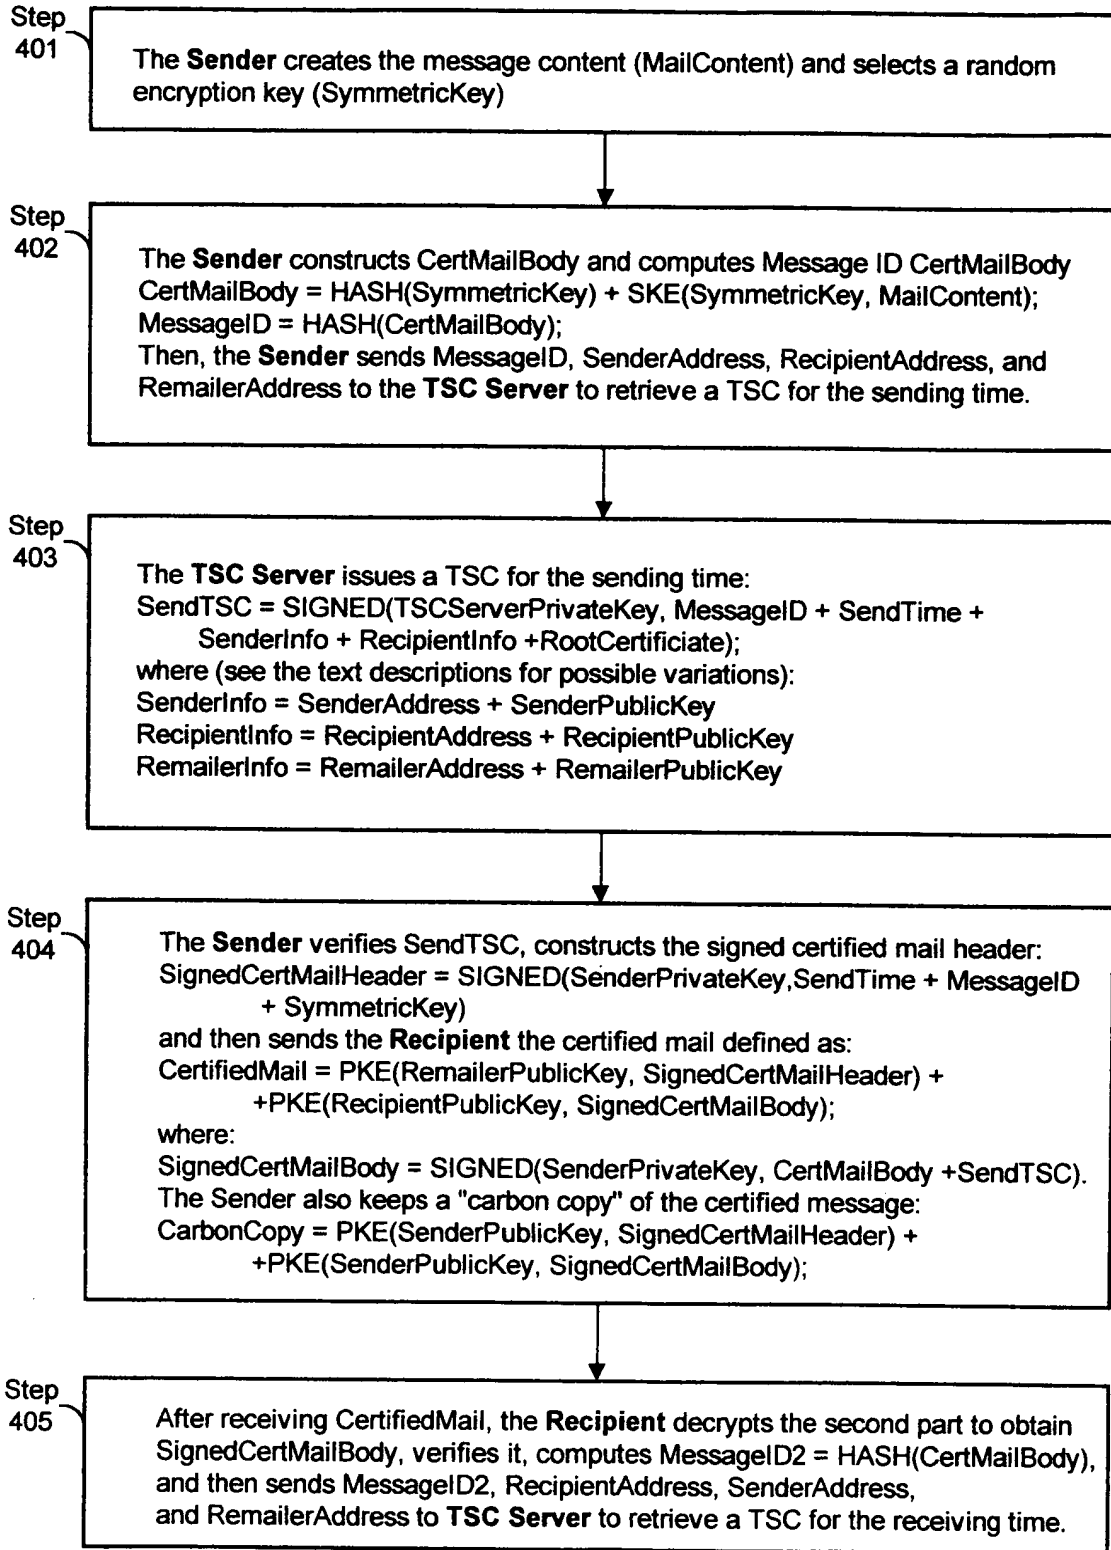 Step
401
The Sender creates the message content (MailContent) and selects a random
encryption key (SymmetricKey)
Step
402
The Sender constructs CertMailBody and computes Message ID CertMailBody
CertMailBody = HASH(SymmetricKey) + SKE(SymmetricKey, MailContent);
MessageID = HASH(CertMailBody);
Then, the Sender sends MessageID, SenderAddress, RecipientAddress, and
RemailerAddress to the TSC Server to retrieve a TSC for the sending time.
Step
403
The TSC Server issues a TSC for the sending time:
SendTSC = SIGNED(TSCServerPrivateKey, MessageID + SendTime +
SenderInfo + RecipientInfo +RootCertificiate);
where (see the text descriptions for possible variations):
SenderInfo = SenderAddress + SenderPublicKey
RecipientInfo = RecipientAddress + RecipientPublicKey
RemailerInfo = RemailerAddress + RemailerPublicKey
Step
404
The Sender verifies SendTSC, constructs the signed certified mail header:
SignedCertMailHeader = SIGNED(SenderPrivateKey,SendTime + MessageID
+ SymmetricKey)
and then sends the Recipient the certified mail defined as:
CertifiedMail = PKE(RemailerPublicKey, SignedCertMailHeader) +
+PKE(RecipientPublicKey, SignedCertMailBody);
where:
SignedCertMailBody = SIGNED(SenderPrivateKey, CertMailBody +SendTSC).
The Sender also keeps a "carbon copy" of the certified message:
CarbonCopy = PKE(SenderPublicKey, SignedCertMailHeader) +
+PKE(SenderPublicKey, SignedCertMailBody);
Step
405
After receiving CertifiedMail, the Recipient decrypts the second part to obtain
SignedCertMailBody, verifies it, computes MessageID2 = HASH(CertMailBody),
and then sends MessageID2, RecipientAddress, SenderAddress,
and RemailerAddress to TSC Server to retrieve a TSC for the receiving time.